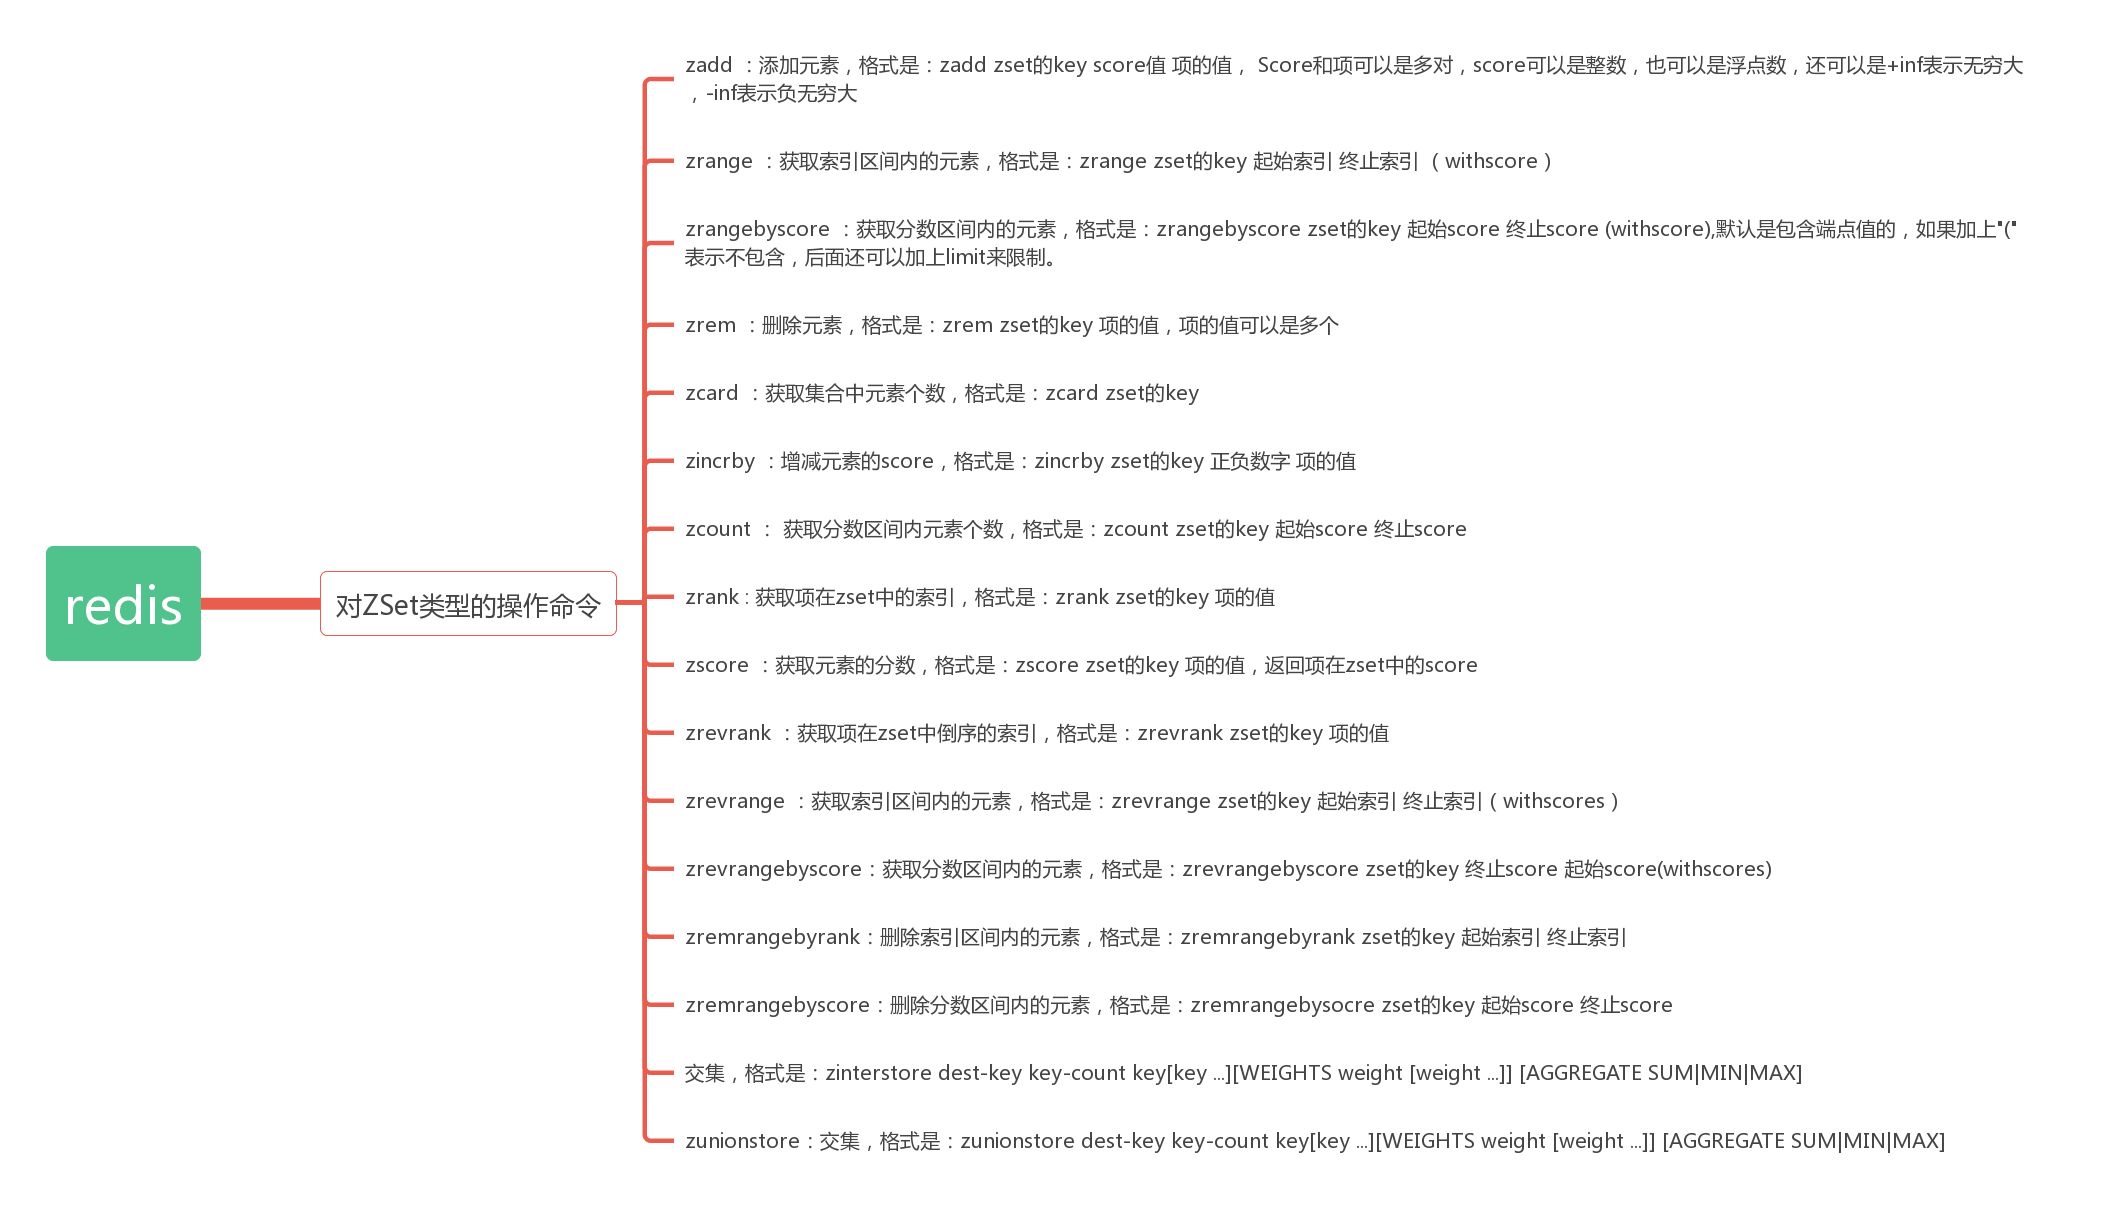 redis
对ZSet类型的操作命令
zadd ：添加元素，格式是：zadd zset的key score值 项的值， Score和项可以是多对，score可以是整数，也可以是浮点数，还可以是+inf表示无穷大
，-inf表示负无穷大
zrange ：获取索引区间内的元素，格式是：zrange zset的key 起始索引 终止索引 （withscore）
zrangebyscore ：获取分数区间内的元素，格式是：zrangebyscore zset的key 起始score 终止score (withscore),默认是包含端点值的，如果加上"("
表示不包含，后面还可以加上limit来限制。
zrem ：删除元素，格式是：zrem zset的key 项的值，项的值可以是多个
zcard ：获取集合中元素个数，格式是：zcard zset的key
zincrby ：增减元素的score，格式是：zincrby zset的key 正负数字 项的值
zcount ： 获取分数区间内元素个数，格式是：zcount zset的key 起始score 终止score
zrank : 获取项在zset中的索引，格式是：zrank zset的key 项的值
zscore ：获取元素的分数，格式是：zscore zset的key 项的值，返回项在zset中的score
zrevrank ：获取项在zset中倒序的索引，格式是：zrevrank zset的key 项的值
zrevrange ：获取索引区间内的元素，格式是：zrevrange zset的key 起始索引 终止索引（withscores）
zrevrangebyscore：获取分数区间内的元素，格式是：zrevrangebyscore zset的key 终止score 起始score(withscores)
zremrangebyrank：删除索引区间内的元素，格式是：zremrangebyrank zset的key 起始索引 终止索引
zremrangebyscore：删除分数区间内的元素，格式是：zremrangebysocre zset的key 起始score 终止score
交集，格式是：zinterstore dest-key key-count key[key ...][WEIGHTS weight [weight ...]] [AGGREGATE SUM|MIN|MAX]
zunionstore：交集，格式是：zunionstore dest-key key-count key[key ...][WEIGHTS weight [weight ...]] [AGGREGATE SUM|MIN|MAX]